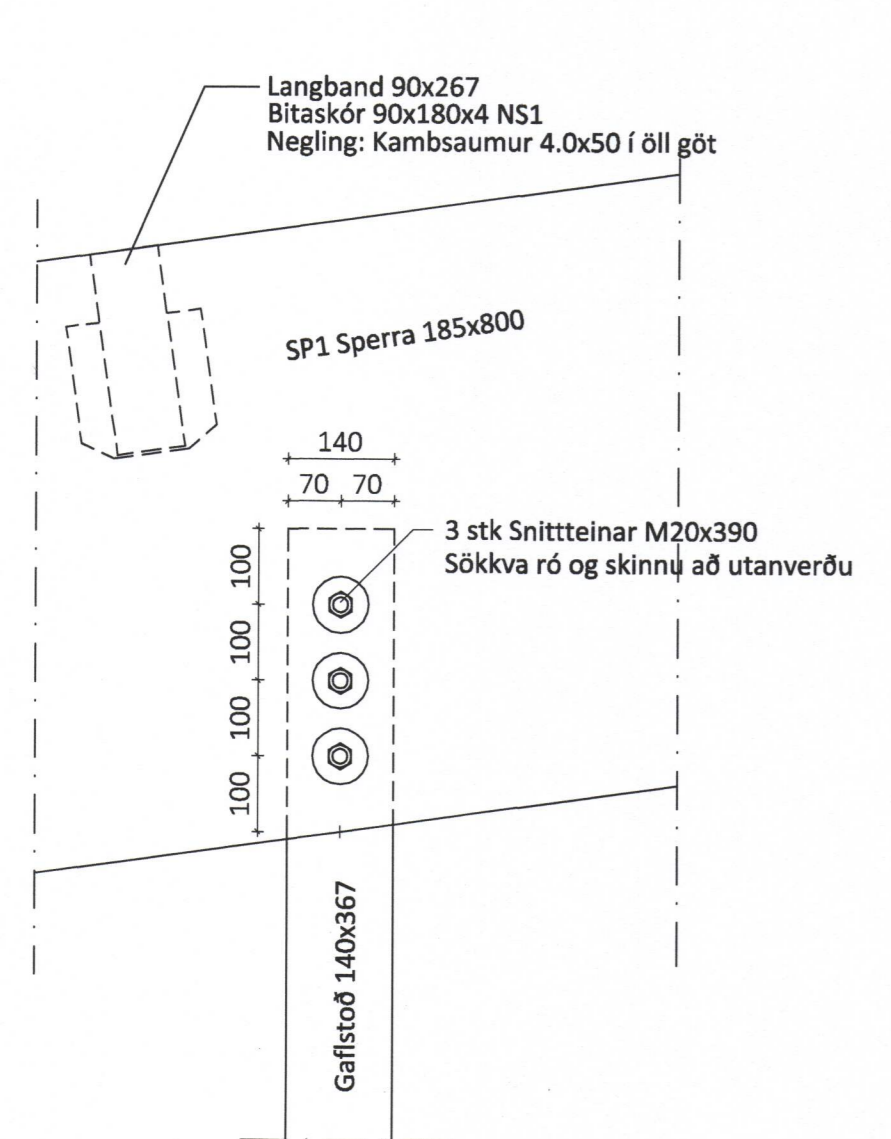 Langband 90x267
Bitaskór 90x180x4 NS1
Negling: Kambsaumur 4.0x50 í öll göt
SP1 Sperra 185x800
140
70 70
3 stk Snittteinar M20x390
Sökkva ró og skinnu að utanverðu
100
100
100
100
Gaflstoð 140x367